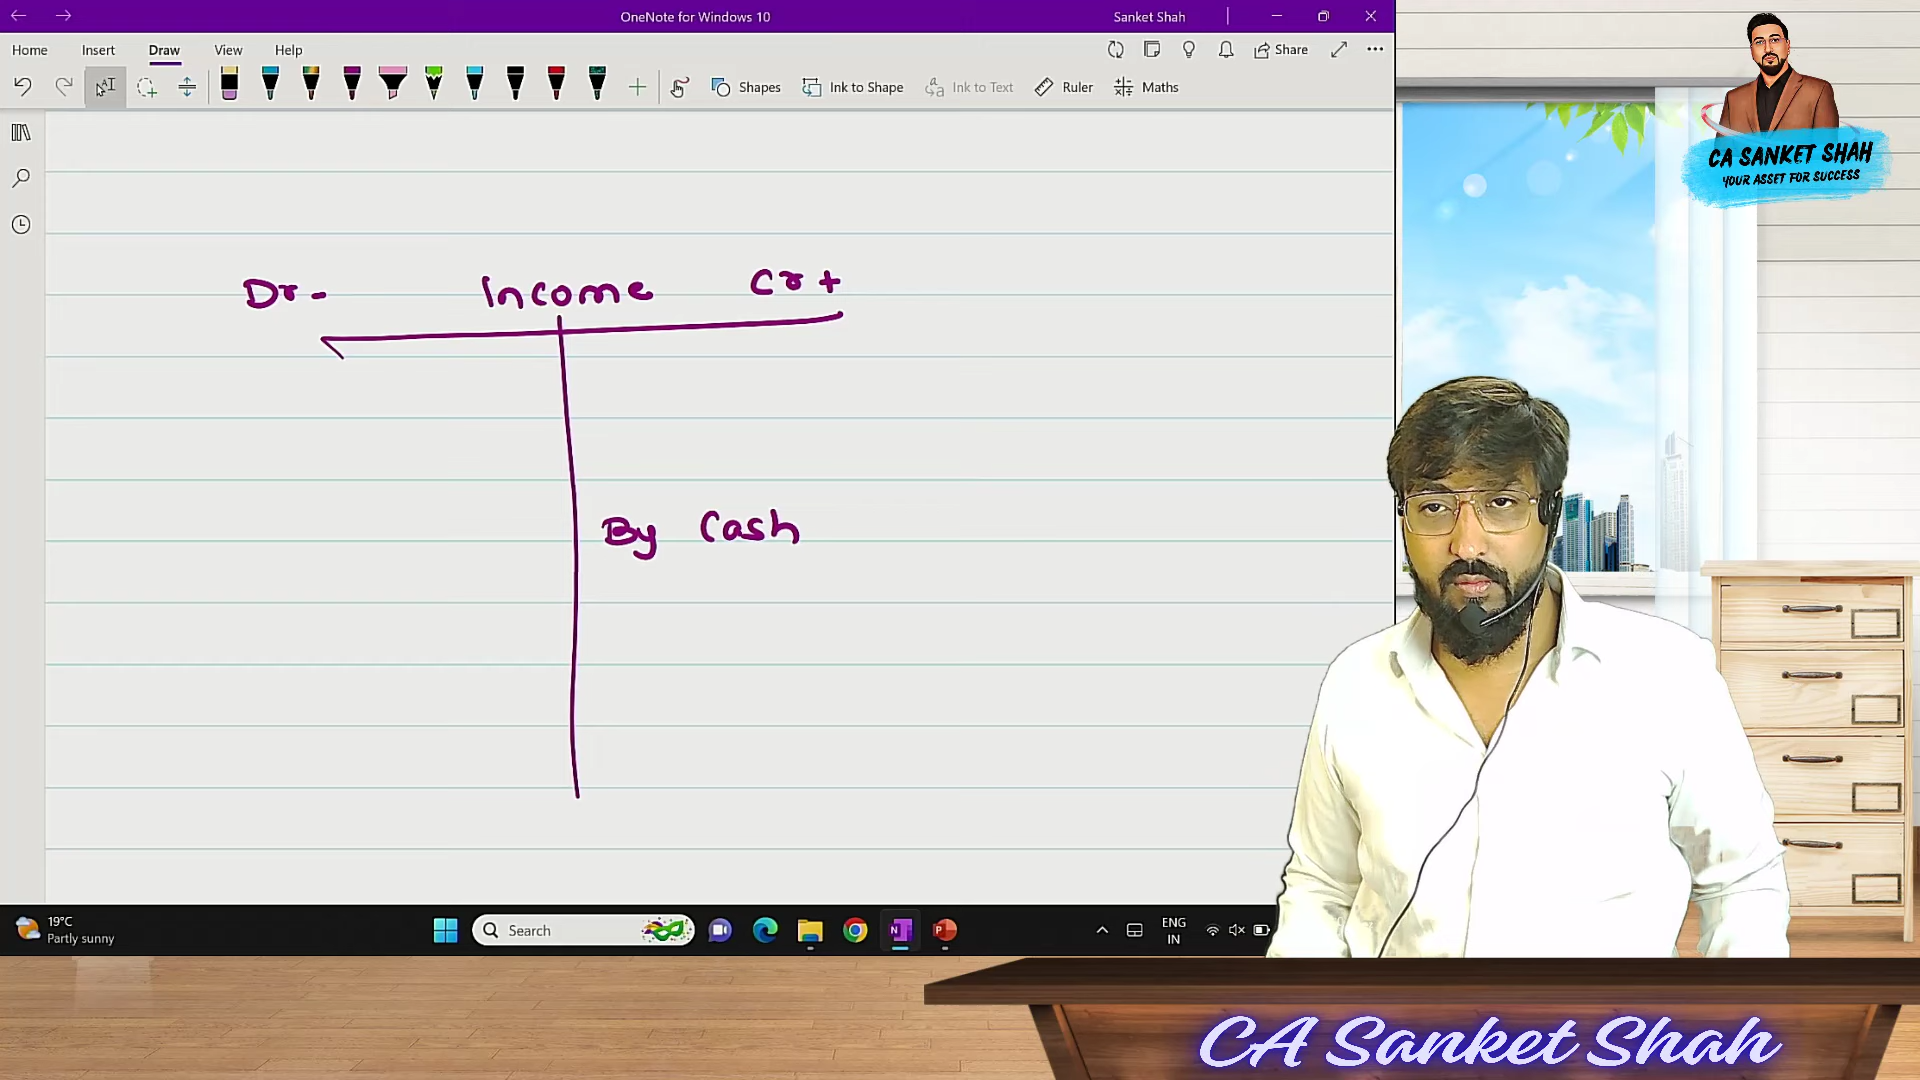 OneNote for Windows 10
Sanket Shah
Home Insert Draw View Help
Share
Shapes Ink to Shape Ink to Text Ruler Maths
CA SANKET SHAH
YOUR ASSET FOR SUCCESS
Dr - Income Cr +
By Cash
19°C
Partly sunny
Search
ENG
IN
CA Sanket Shah